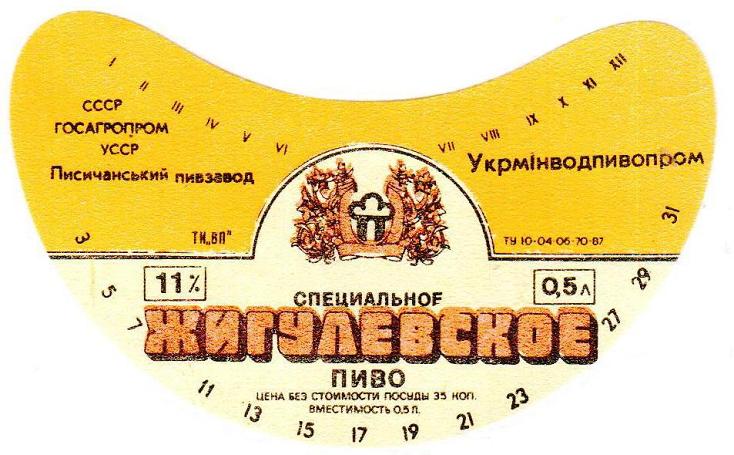 I II III IV V VI VII VIII IX X XI XII
СССР
ГОСАГРОПРОМ
УССР
Писичанський пивзавод
Укрмінводпивопром
ТИ„ВП"
ТУ 10-04-06-70-87
11%
0,5л
СПЕЦИАЛЬНОЕ
ЖИГУЛЕВСКОЕ
ПИВО
ЦЕНА БЕЗ СТОИМОСТИ ПОСУДЫ 35 КОП.
ВМЕСТИМОСТЬ 0,5 Л.
3 5 7 11 13 15 17 19 21 23 27 29 31